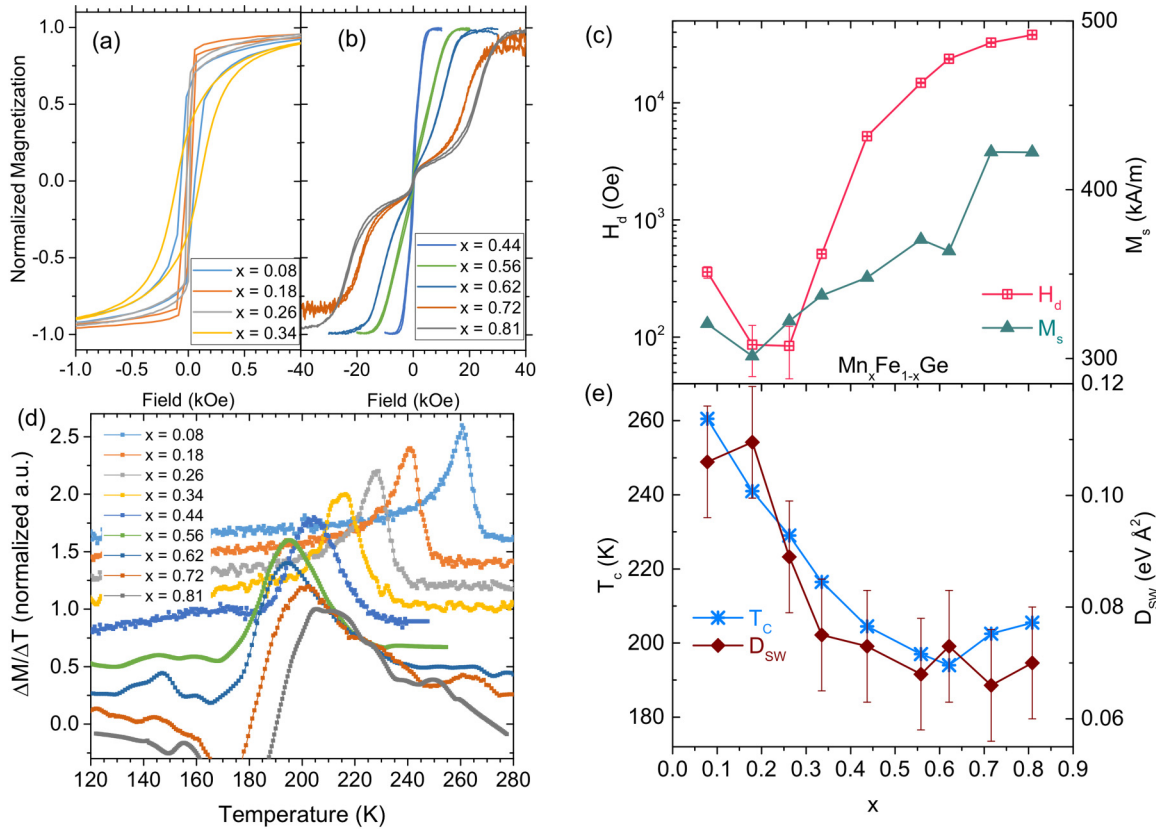 Normalized Magnetization
(a)
1.0
0.5
0.0
-0.5
-1.0
x = 0.08
x = 0.18
x = 0.26
x = 0.34
-1.0 -0.5 0.0 0.5
Field (kOe)
(b)
x = 0.44
x = 0.56
x = 0.62
x = 0.72
x = 0.81
-40 -20 0 20 40
Field (kOe)
(c)
H_d (Oe)
10^4
10^3
10^2
M_s (kA/m)
500
400
300
H_d
M_s
Mn_xFe_{1-x}Ge
(d)
ΔM/ΔT (normalized a.u.)
2.5
2.0
1.5
1.0
0.5
0.0
x = 0.08
x = 0.18
x = 0.26
x = 0.34
x = 0.44
x = 0.56
x = 0.62
x = 0.72
x = 0.81
120 140 160 180 200 220 240 260 280
Temperature (K)
(e)
T_c (K)
260
240
220
200
180
D_SW (eV Å²)
0.12
0.10
0.08
0.06
T_C
D_SW
0.0 0.1 0.2 0.3 0.4 0.5 0.6 0.7 0.8 0.9
x